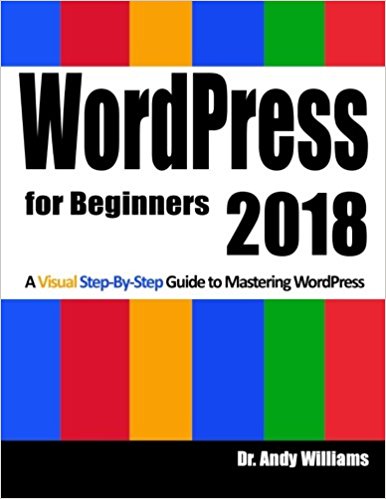 WordPress
for Beginners 2018
A Visual Step-By-Step Guide to Mastering WordPress
Dr. Andy Williams